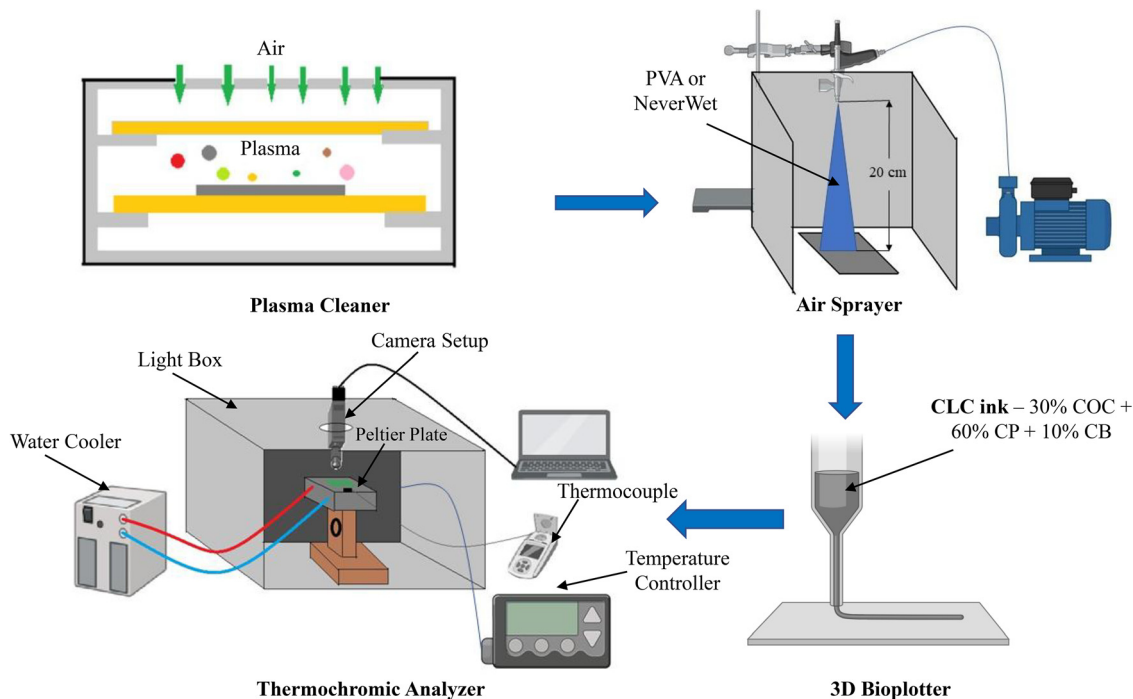 Air
Plasma
Plasma Cleaner
PVA or
NeverWet
20 cm
Air Sprayer
CLC ink – 30% COC +
60% CP + 10% CB
3D Bioplotter
Camera Setup
Light Box
Peltier Plate
Water Cooler
Thermocouple
Temperature
Controller
Thermochromic Analyzer